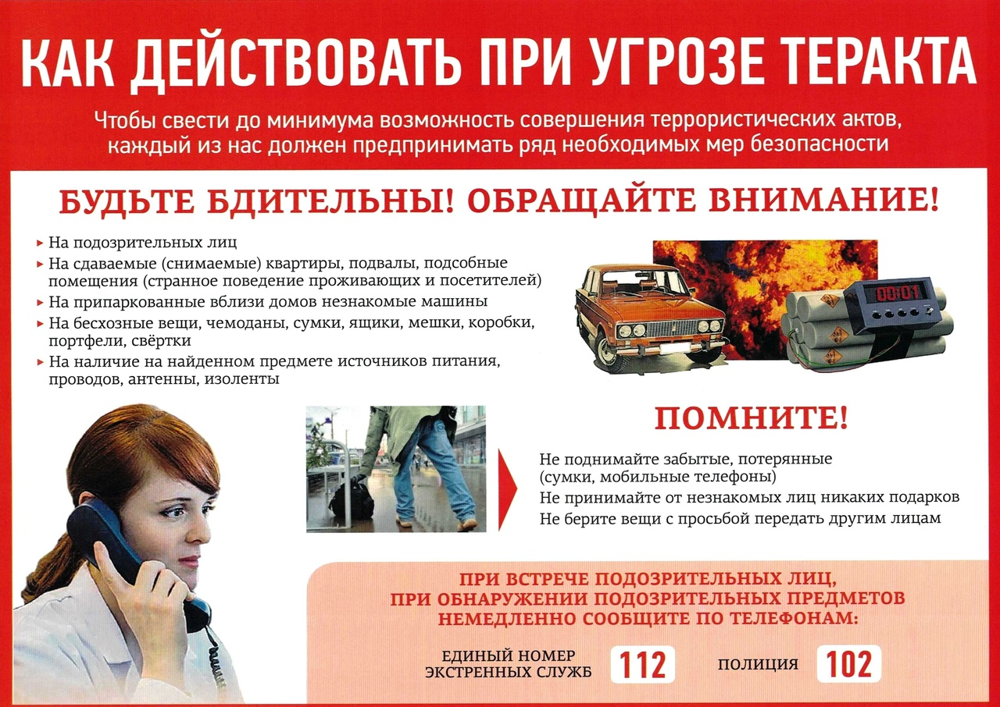 КАК ДЕЙСТВОВАТЬ ПРИ УГРОЗЕ ТЕРАКТА
Чтобы свести до минимума возможность совершения террористических актов,
каждый из нас должен предпринимать ряд необходимых мер безопасности
БУДЬТЕ БДИТЕЛЬНЫ! ОБРАЩАЙТЕ ВНИМАНИЕ!
На подозрительных лиц
На сдаваемые (снимаемые) квартиры, подвалы, подсобные
помещения (странное поведение проживающих и посетителей)
На припаркованные вблизи домов незнакомые машины
На бесхозные вещи, чемоданы, сумки, ящики, мешки, коробки,
портфели, свёртки
На наличие на найденном предмете источников питания,
проводов, антенны, изоленты
00:01
ПОМНИТЕ!
Не поднимайте забытые, потерянные
(сумки, мобильные телефоны)
Не принимайте от незнакомых лиц никаких подарков
Не берите вещи с просьбой передать другим лицам
ПРИ ВСТРЕЧЕ ПОДОЗРИТЕЛЬНЫХ ЛИЦ,
ПРИ ОБНАРУЖЕНИИ ПОДОЗРИТЕЛЬНЫХ ПРЕДМЕТОВ
НЕМЕДЛЕННО СООБЩИТЕ ПО ТЕЛЕФОНАМ:
ЕДИНЫЙ НОМЕР
ЭКСТРЕННЫХ СЛУЖБ
112
ПОЛИЦИЯ
102